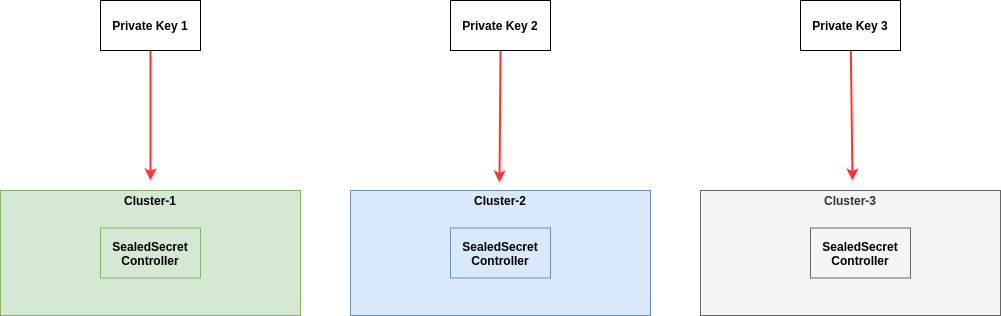 Private Key 1
Private Key 2
Private Key 3
Cluster-1
Cluster-2
Cluster-3
SealedSecret
Controller
SealedSecret
Controller
SealedSecret
Controller